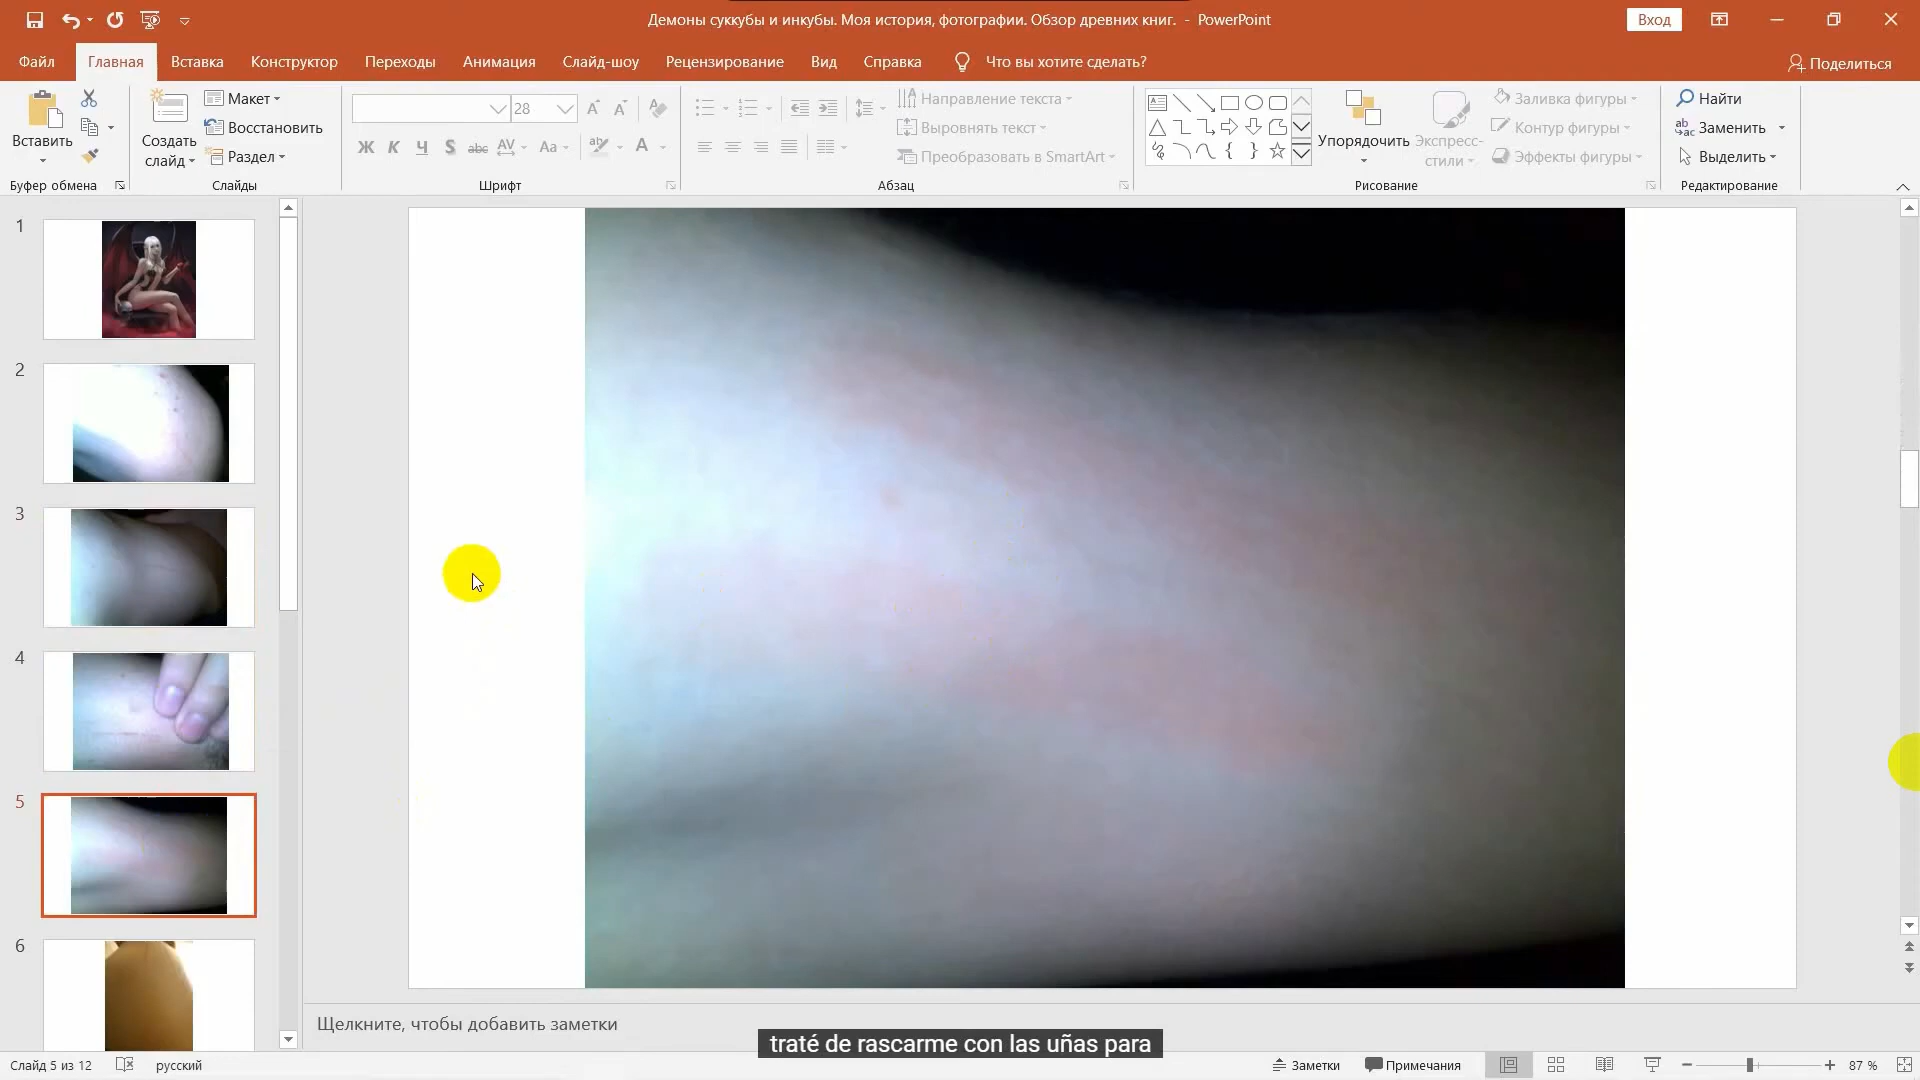 Демоны суккубы и инкубы. Моя история, фотографии. Обзор древних книг. - PowerPoint
Вход
Файл Главная Вставка Конструктор Переходы Анимация Слайд-шоу Рецензирование Вид Справка Что вы хотите сделать? Поделиться
Вставить
Буфер обмена
Создать слайд
Макет
Восстановить
Раздел
Слайды
28
Ж К Ч S abc AV Aa A
Шрифт
Направление текста
Выровнять текст
Преобразовать в SmartArt
Абзац
Упорядочить
Экспресс-стили
Заливка фигуры
Контур фигуры
Эффекты фигуры
Рисование
Найти
Заменить
Выделить
Редактирование
1
2
3
4
5
6
Щелкните, чтобы добавить заметки
traté de rascarme con las uñas para
Слайд 5 из 12 русский Заметки Примечания 87 %